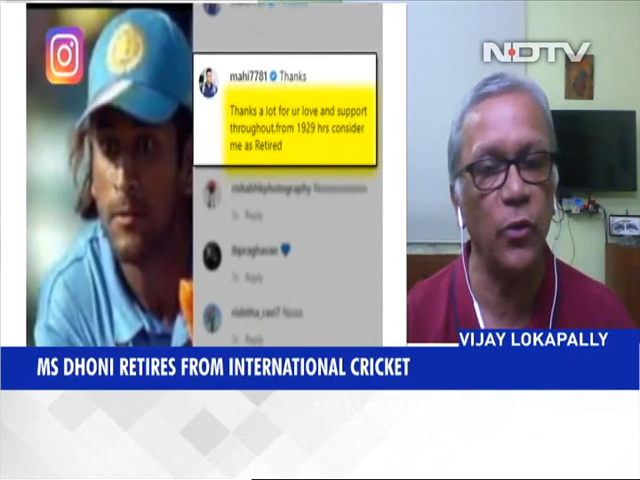 NDTV
mahi7781 Thanks
Thanks a lot for ur love and support
throughout.from 1929 hrs consider
me as Retired
Reply
Reply
VIJAY LOKAPALLY
MS DHONI RETIRES FROM INTERNATIONAL CRICKET